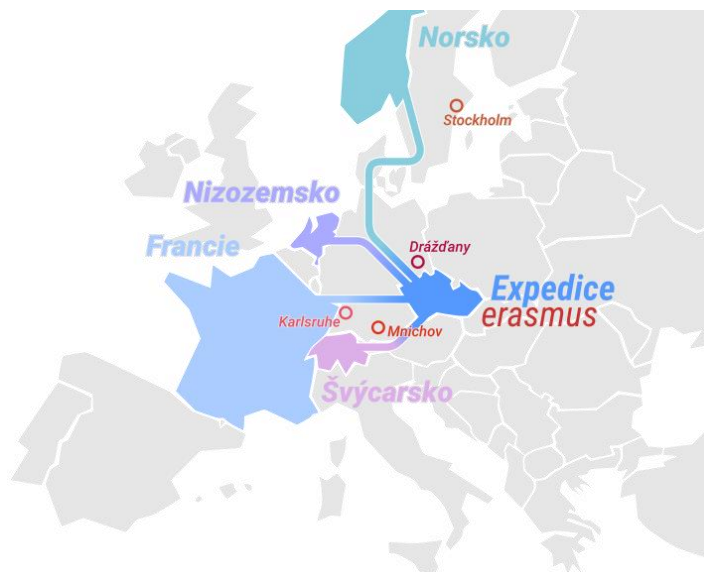 Norsko
Stockholm
Nizozemsko
Francie
Drážďany
Expedice
erasmus
Karlsruhe
Mnichov
Švýcarsko